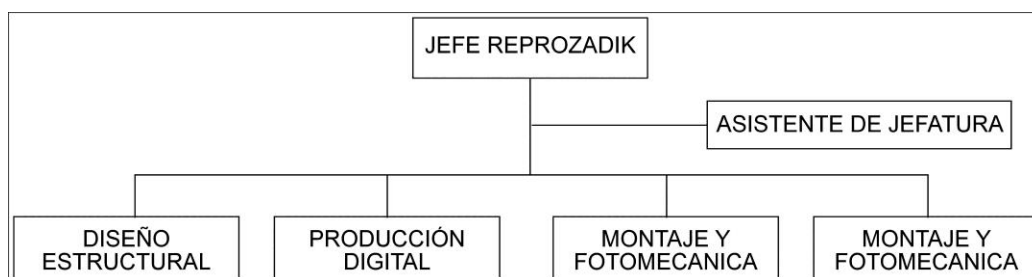 JEFE REPROZADIK
ASISTENTE DE JEFATURA
DISEÑO
ESTRUCTURAL
PRODUCCIÓN
DIGITAL
MONTAJE Y
FOTOMECANICA
MONTAJE Y
FOTOMECANICA